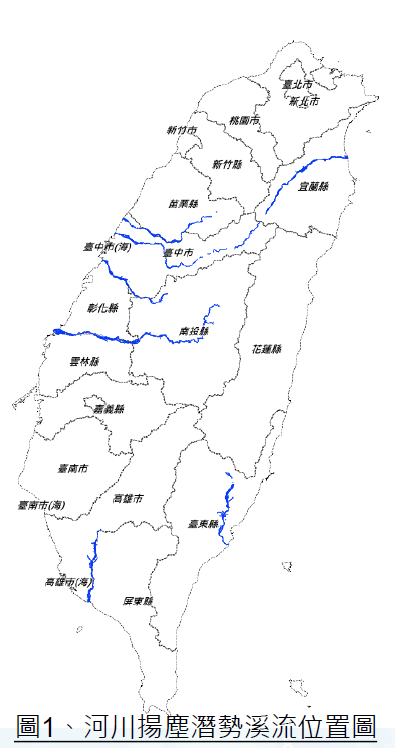 臺北市
新北市
桃園市
新竹市
新竹縣
宜蘭縣
苗栗縣
臺中市(海)
臺中市
彰化縣
南投縣
花蓮縣
雲林縣
嘉義縣
臺南市
臺南市(海)
高雄市
臺東縣
高雄市(海)
屏東縣
圖1、河川揚塵潛勢溪流位置圖